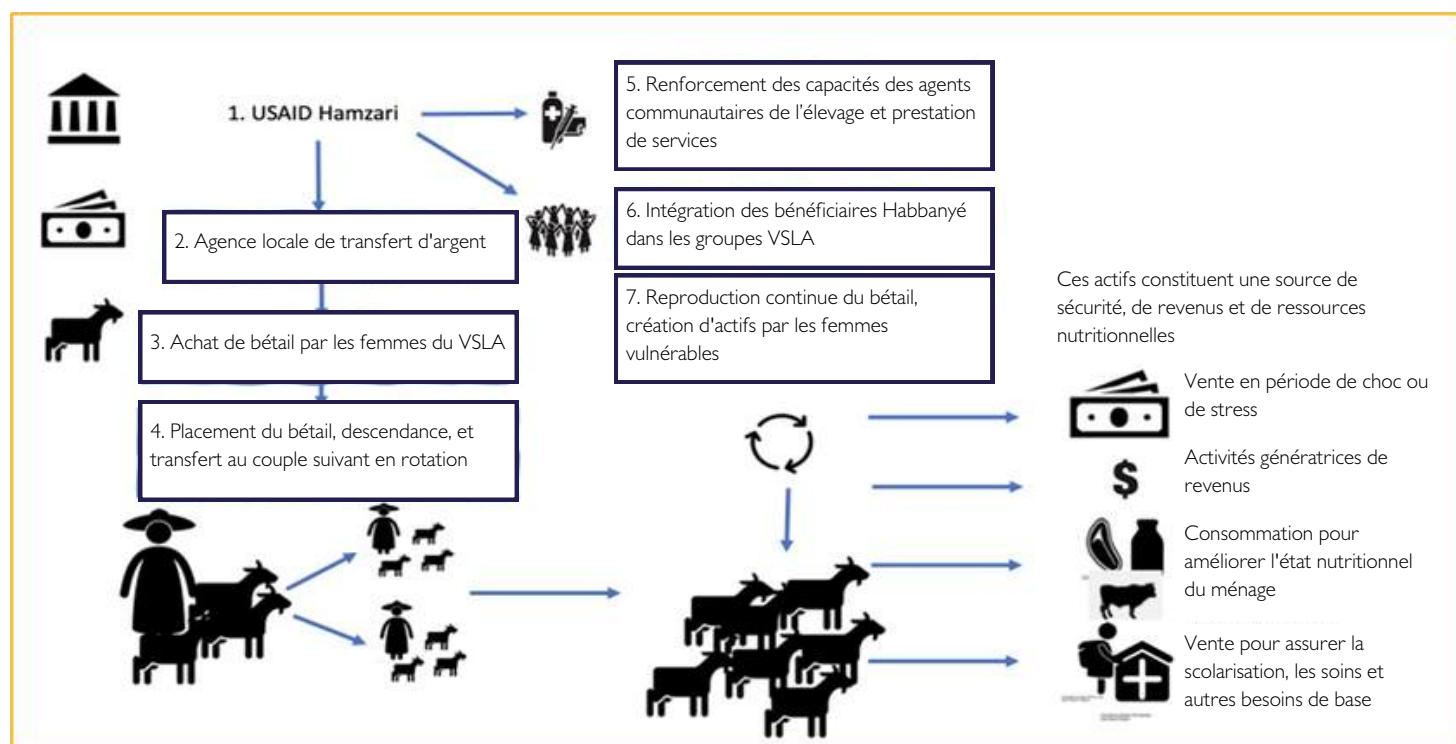 1. USAID Hamzari
2. Agence locale de transfert d'argent
3. Achat de bétail par les femmes du VSLA
4. Placement du bétail, descendance, et
transfert au couple suivant en rotation
5. Renforcement des capacités des agents
communautaires de l’élevage et prestation
de services
6. Intégration des bénéficiaires Habbanyé
dans les groupes VSLA
7. Reproduction continue du bétail,
création d'actifs par les femmes
vulnérables
Ces actifs constituent une source de
sécurité, de revenus et de ressources
nutritionnelles
Vente en période de choc ou
de stress
$
Activités génératrices de
revenus
Consommation pour
améliorer l'état nutritionnel
du ménage
Vente pour assurer la
scolarisation, les soins et
autres besoins de base